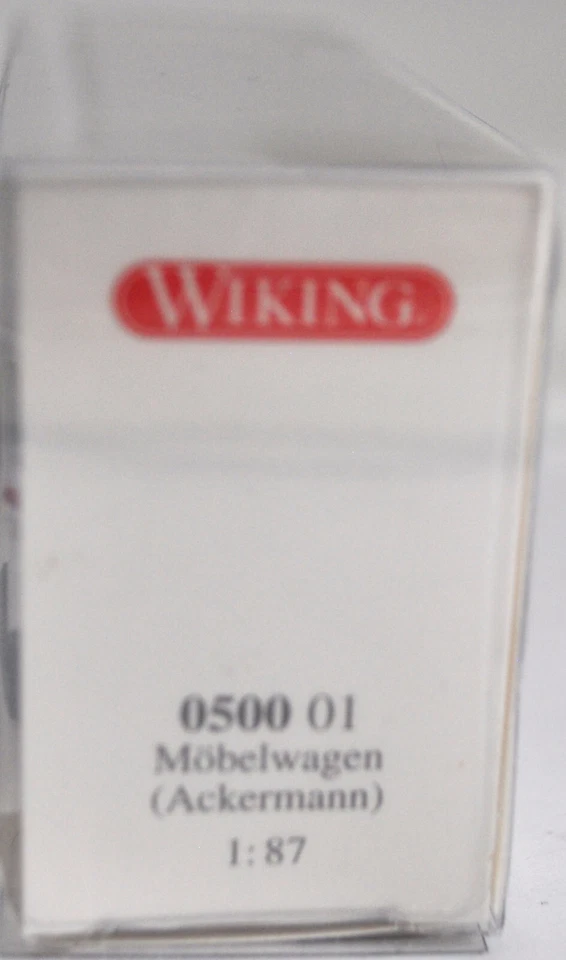 WIKING
0500 01
Möbelwagen
(Ackermann)
1:87